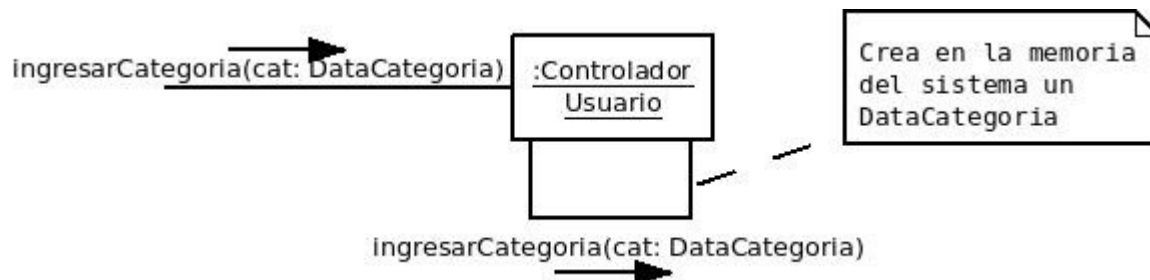 ingresarCategoria(cat: DataCategoria)
:Controlador
Usuario
Crea en la memoria
del sistema un
DataCategoria
ingresarCategoria(cat: DataCategoria)